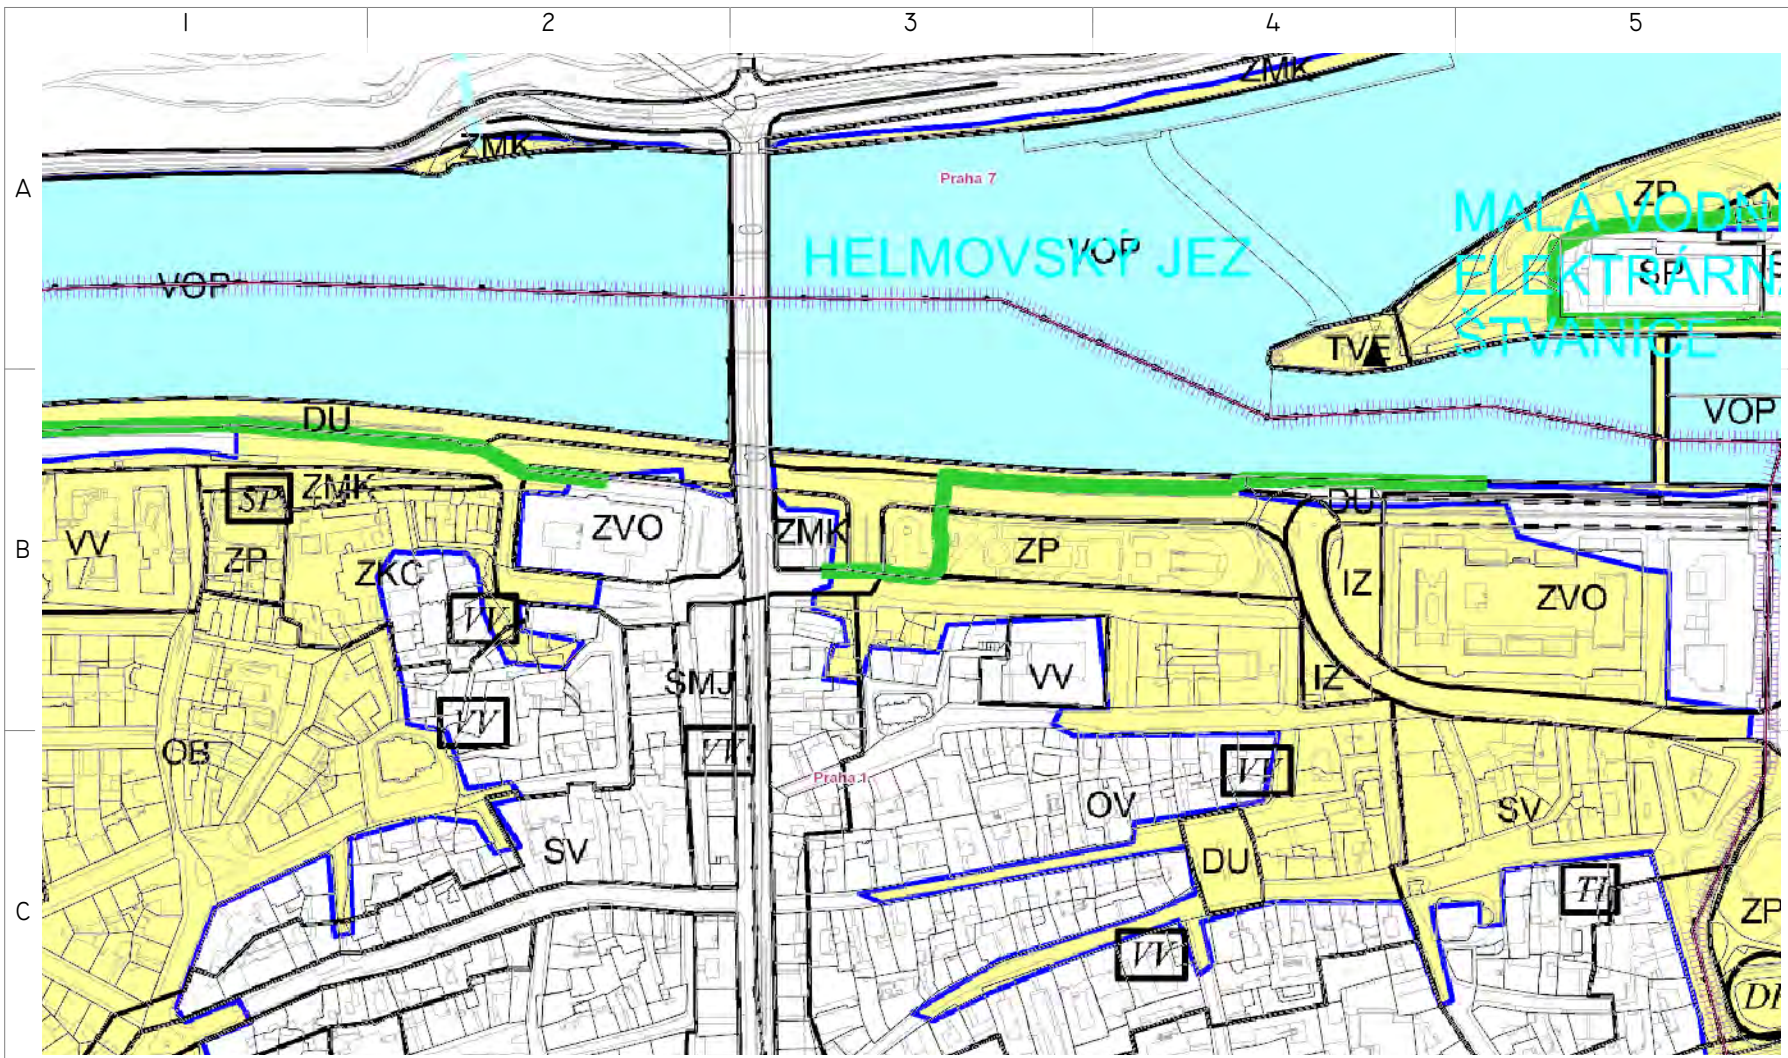 1 2 3 4 5
ZMK
ZMK
A
Praha 7
ZP
MALÁ VODNÍ
HELMOVSKÝ JEZ
VOP
VOP
SP
ELEKTRÁRNA
ŠTVANICE
TVE
VOP
DU
SP
ZMK
DU
VV
ZVO
ZMK
B
ZP
ZP
ZKC
IZ
ZVO
VV
SMJ
VV
IZ
VV
VV
OB
VV
Praha 1
OV
SV
SV
DU
TI
C
ZP
VV